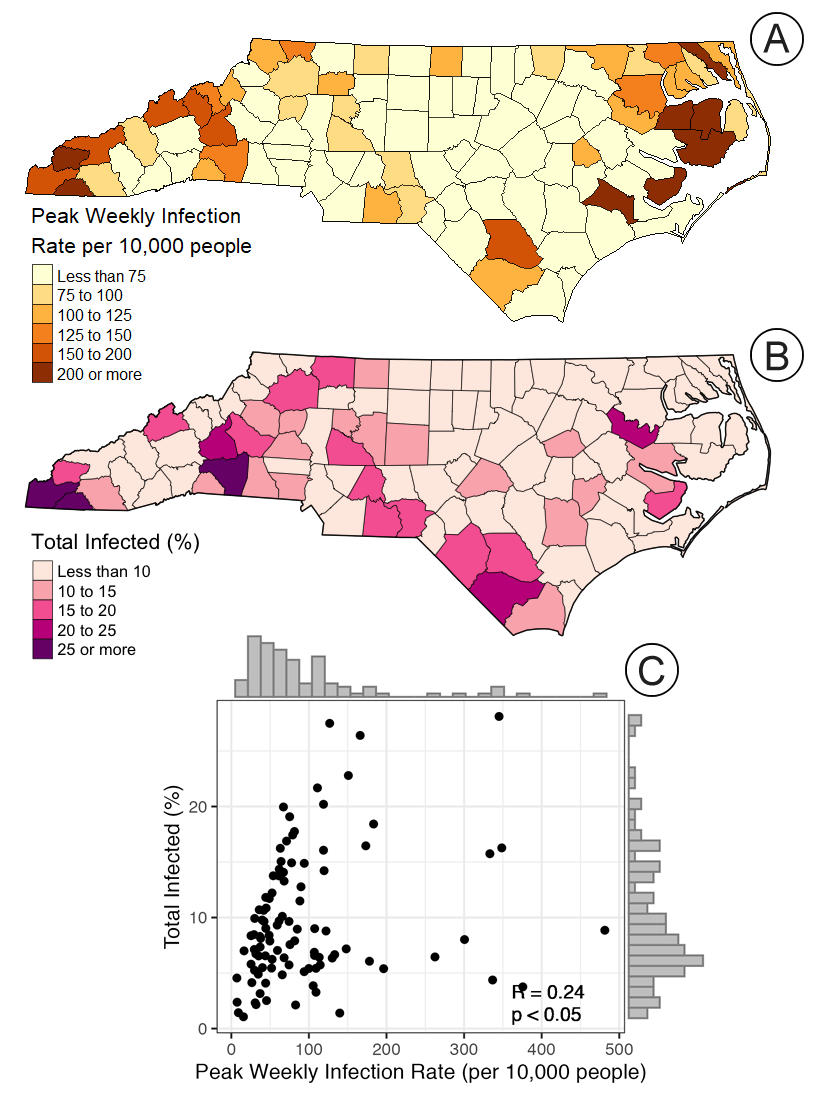 A
Peak Weekly Infection
Rate per 10,000 people
Less than 75
75 to 100
100 to 125
125 to 150
150 to 200
200 or more
B
Total Infected (%)
Less than 10
10 to 15
15 to 20
20 to 25
25 or more
C
Total Infected (%)
20
10
0
R = 0.24
p < 0.05
0 100 200 300 400 500
Peak Weekly Infection Rate (per 10,000 people)